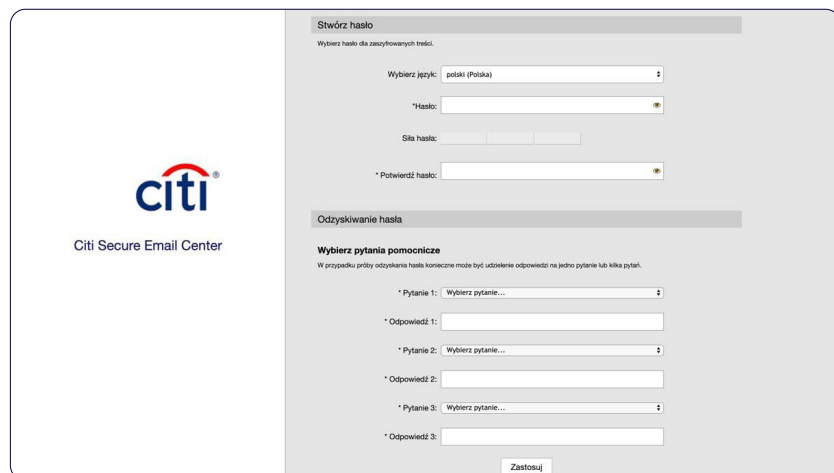 citi®
Citi Secure Email Center
Stwórz hasło
Wybierz hasło dla zaszyfrowanych treści.
Wybierz język: polski (Polska)
*Hasło:
Siła hasła:
* Potwierdź hasło:
Odzyskiwanie hasła
Wybierz pytania pomocnicze
W przypadku próby odzyskania hasła konieczne może być udzielenie odpowiedzi na jedno pytanie lub kilka pytań.
* Pytanie 1: Wybierz pytanie...
* Odpowiedź 1:
* Pytanie 2: Wybierz pytanie...
* Odpowiedź 2:
* Pytanie 3: Wybierz pytanie...
* Odpowiedź 3:
Zastosuj